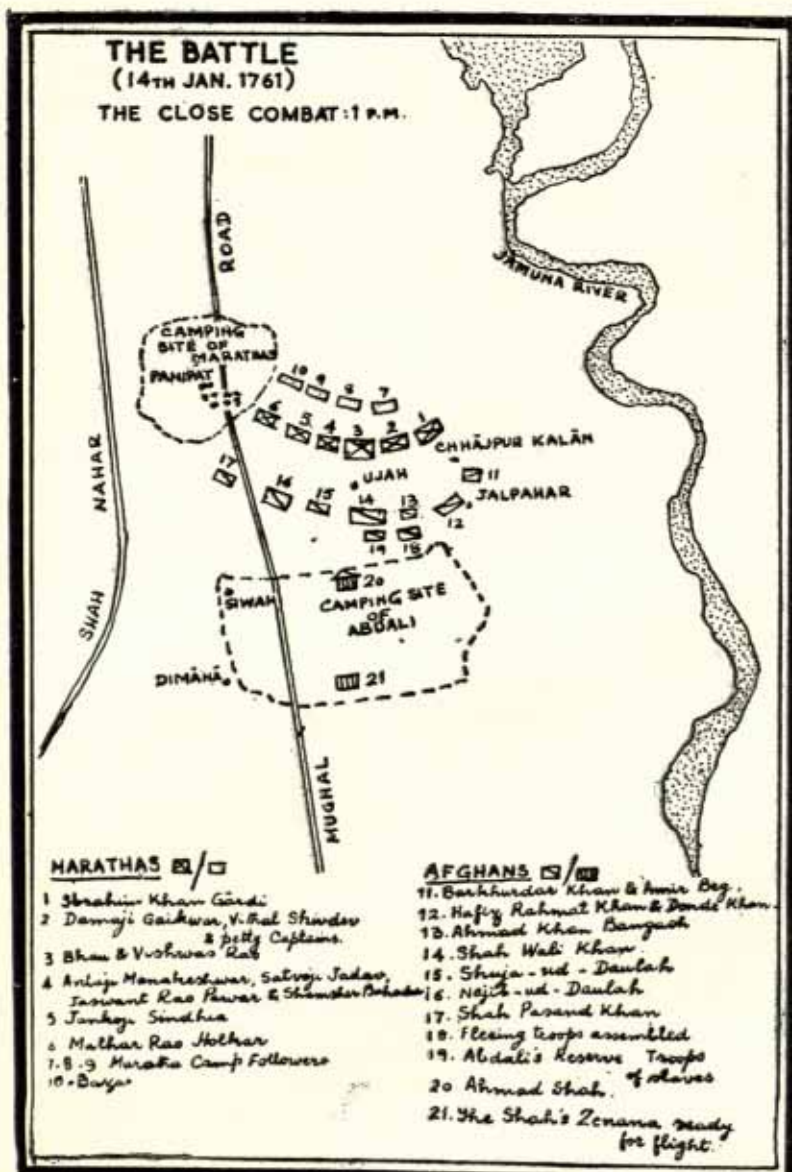 THE BATTLE
(14TH JAN. 1761)
THE CLOSE COMBAT: 1 P.M.
ROAD
JAMUNA RIVER
CAMPING
SITE OF
MARATHAS
PANIPAT
10 9 8 7
6 5 4 3 2 1
CHHĀJPUR KALĀN
NAHAR
17 16 15
UJAH
14 13
11
JALPAHAR
12
19 18
20
SIWAH
CAMPING SITE
OF
ABDALI
SHAH
DIMĀHĀ
21
MUGHAL
MARATHAS /
1 Ibrahim Khan Gārdi
2 Damaji Gaikwar, Vithal Shivdev
& petty Captains.
3 Bhau & Vishwas Rao
4 Antaji Manakeshwar, Satvoji Jadav,
Jaswant Rao Pawar & Shamsher Bahadur
5 Jankoji Sindhia
6 Malhar Rao Holkar
7. 8. 9 Maratha Camp Followers
10.
AFGHANS /
11. Barkhurdar Khan & Amir Beg.
12. Hafiz Rahmat Khan & Donde Khan.
13. Ahmad Khan Bangash
14. Shah Wali Khan.
15. Shuja-ud-Daulah
16. Najib-ud-Daulah
17. Shah Pasand Khan
18. Fleeing troops assembled
19. Abdali's Reserve Troops
of slaves
20 Ahmad Shah.
21. The Shah's Zenana ready
for flight.